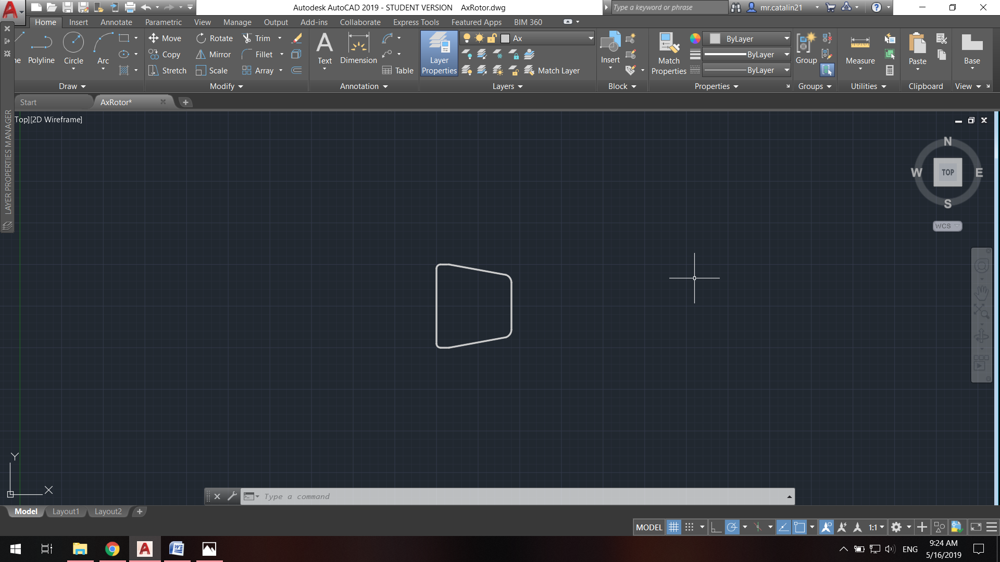 Autodesk AutoCAD 2019 - STUDENT VERSION AxRotor.dwg
Type a keyword or phrase
mr.catalin21
Home Insert Annotate Parametric View Manage Output Add-ins Collaborate Express Tools Featured Apps BIM 360
ne Polyline Circle Arc
Move Rotate Trim
Copy Mirror Fillet
Stretch Scale Array
Text Dimension
Table
Layer
Properties
Ax
Match Layer
Insert
Match
Properties
ByLayer
ByLayer
ByLayer
Group
Measure
Paste
Base
Draw Modify Annotation Layers Block Properties Groups Utilities Clipboard View
Start AxRotor*
LAYER PROPERTIES MANAGER
Top][2D Wireframe]
N
W TOP E
S
WCS
Y
X
Type a command
Model Layout1 Layout2
MODEL 1:1
ENG
9:24 AM
5/16/2019